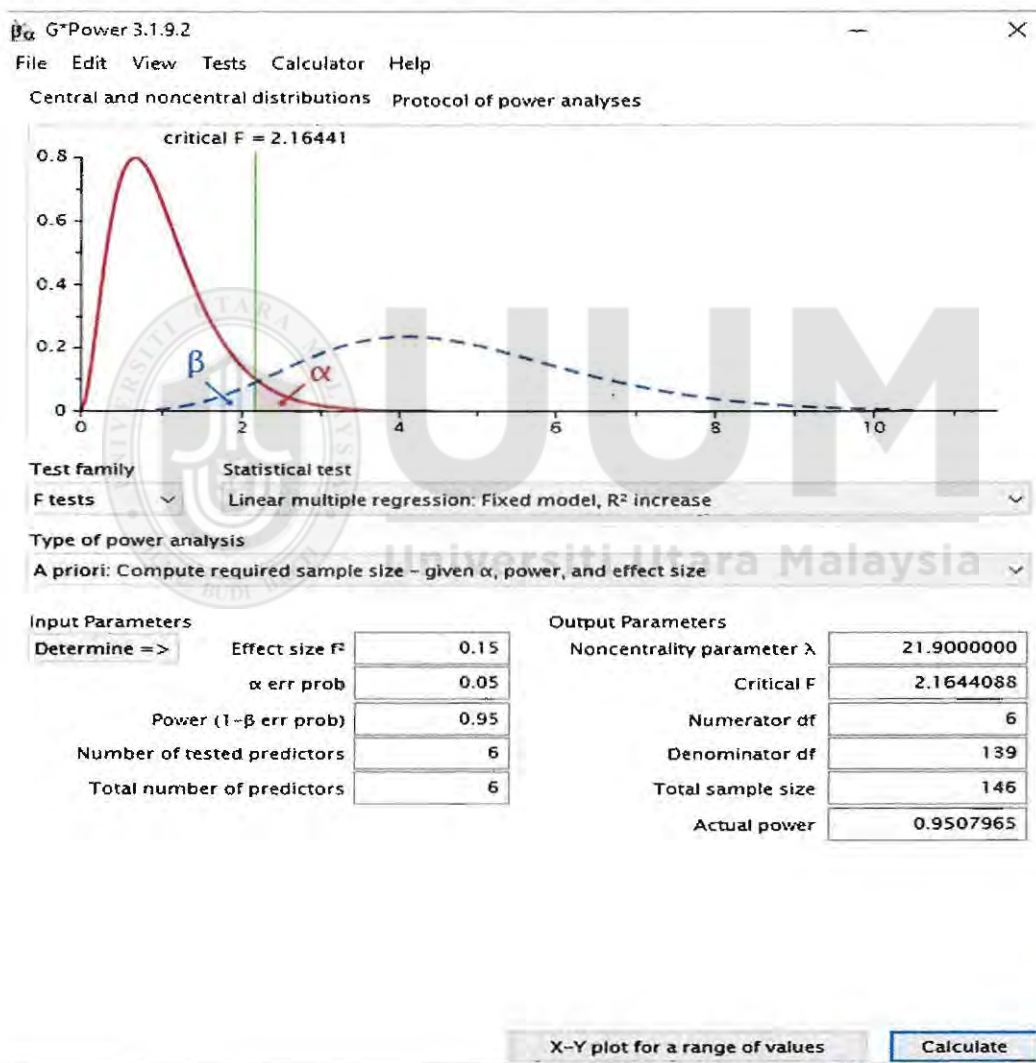 βα G*Power 3.1.9.2
File Edit View Tests Calculator Help
Central and noncentral distributions Protocol of power analyses
critical F = 2.16441
0.8
0.6
0.4
0.2
0
β
α
0 2 4 6 8 10
UUM
Universiti Utara Malaysia
UNIVERSITI UTARA MALAYSIA
BUDI
Test family Statistical test
F tests Linear multiple regression: Fixed model, R² increase
Type of power analysis
A priori: Compute required sample size – given α, power, and effect size
Input Parameters
Determine => Effect size f² 0.15
α err prob 0.05
Power (1-β err prob) 0.95
Number of tested predictors 6
Total number of predictors 6
Output Parameters
Noncentrality parameter λ 21.9000000
Critical F 2.1644088
Numerator df 6
Denominator df 139
Total sample size 146
Actual power 0.9507965
X-Y plot for a range of values Calculate